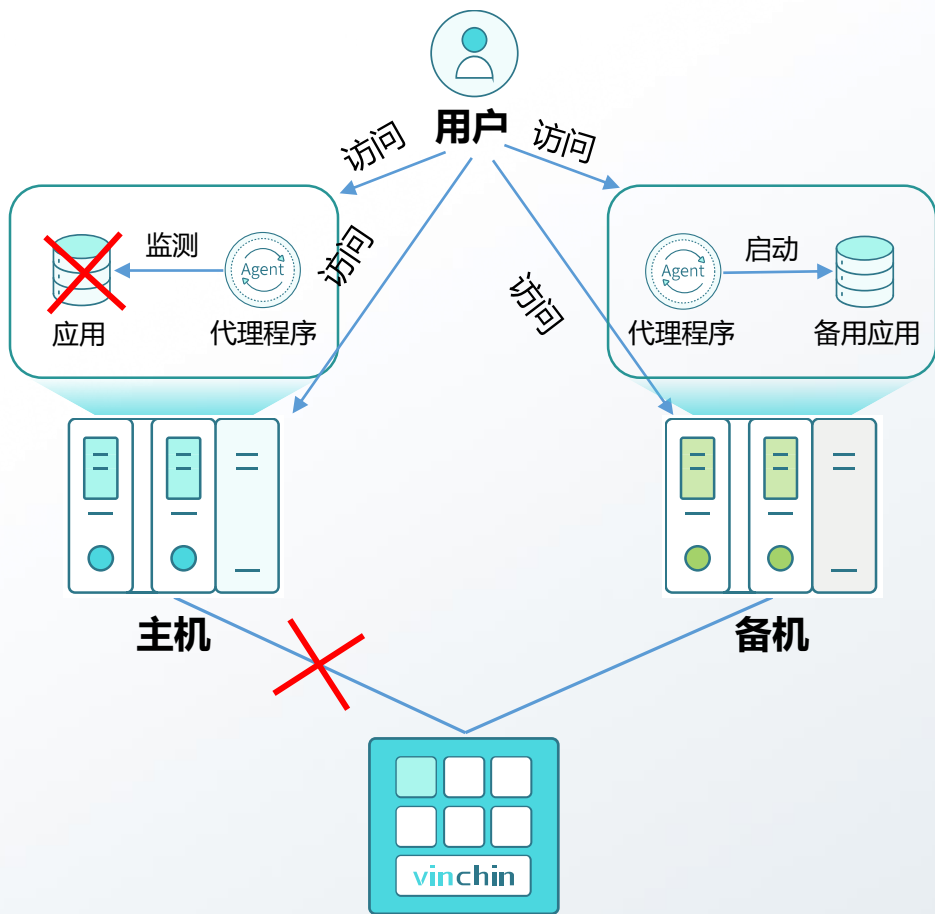 用户
访问
访问
访问
访问
监测
Agent
应用
代理程序
Agent
启动
代理程序
备用应用
主机
备机
vinchin